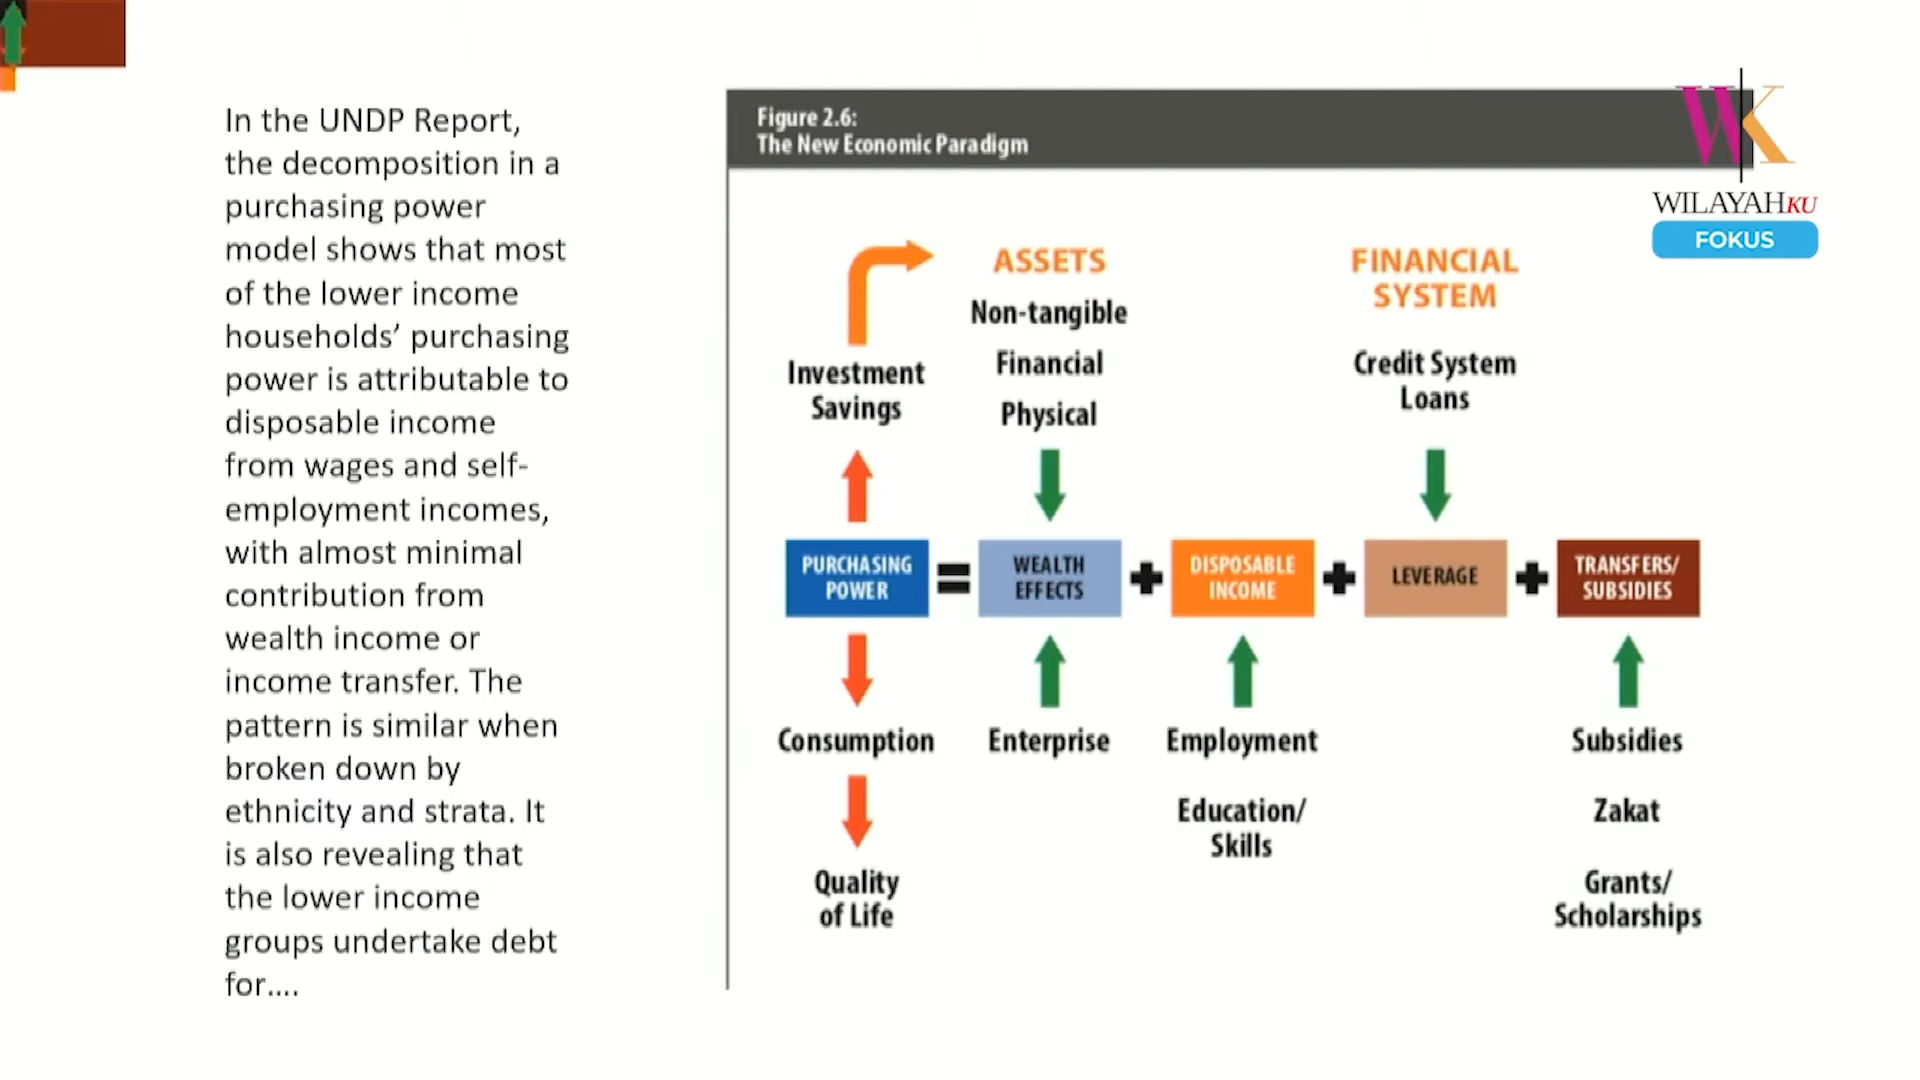 In the UNDP Report,
the decomposition in a
purchasing power
model shows that most
of the lower income
households’ purchasing
power is attributable to
disposable income
from wages and self-
employment incomes,
with almost minimal
contribution from
wealth income or
income transfer. The
pattern is similar when
broken down by
ethnicity and strata. It
is also revealing that
the lower income
groups undertake debt
for....
Figure 2.6:
The New Economic Paradigm
WK
WILAYAHKU
FOKUS
ASSETS
Non-tangible
Financial
Physical
FINANCIAL
SYSTEM
Credit System
Loans
Investment
Savings
PURCHASING
POWER
=
WEALTH
EFFECTS
+
DISPOSABLE
INCOME
+
LEVERAGE
+
TRANSFERS/
SUBSIDIES
Consumption
Quality
of Life
Enterprise
Employment
Education/
Skills
Subsidies
Zakat
Grants/
Scholarships